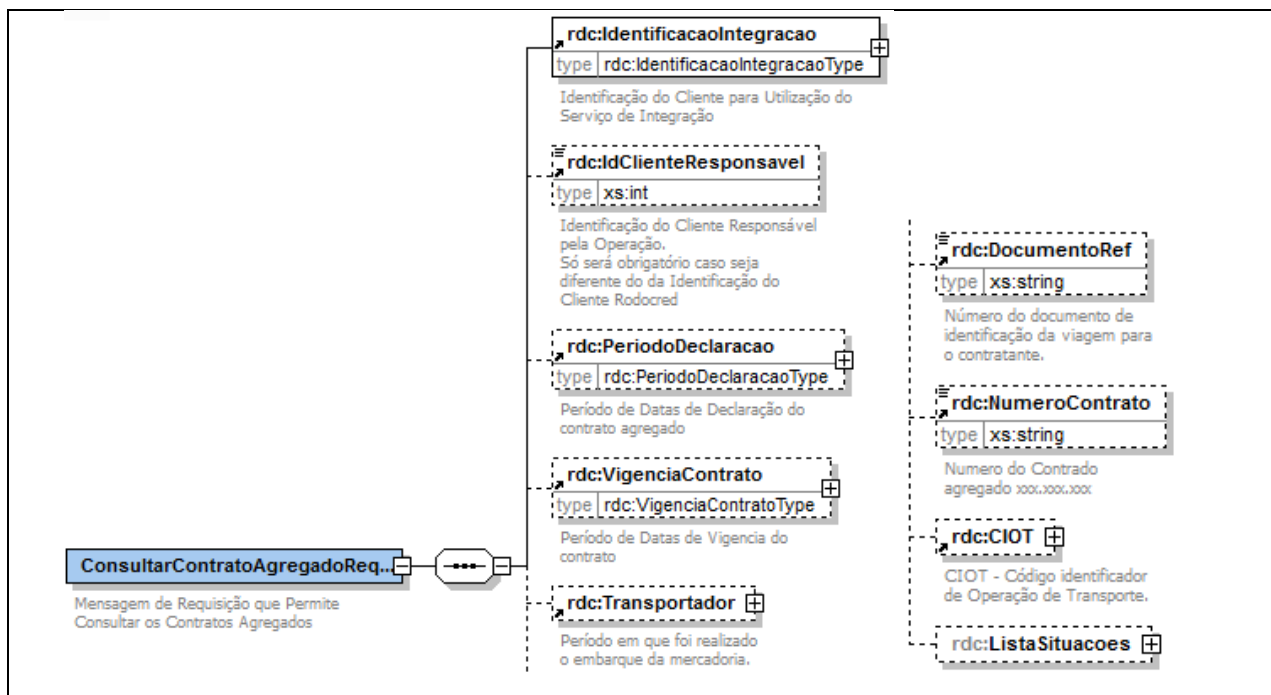 rdc:IdentificacaoIntegracao
type rdc:IdentificacaoIntegracaoType
Identificação do Cliente para Utilização do
Serviço de Integração
rdc:IdClienteResponsavel
type xs:int
Identificação do Cliente Responsável
pela Operação.
Só será obrigatório caso seja
diferente do da Identificação do
Cliente Rodocred
rdc:PeriodoDeclaracao
type rdc:PeriodoDeclaracaoType
Período de Datas de Declaração do
contrato agregado
rdc:VigenciaContrato
type rdc:VigenciaContratoType
Período de Datas de Vigencia do
contrato
ConsultarContratoAgregadoReq...
Mensagem de Requisição que Permite
Consultar os Contratos Agregados
rdc:Transportador
Período em que foi realizado
o embarque da mercadoria.
rdc:DocumentoRef
type xs:string
Número do documento de
identificação da viagem para
o contratante.
rdc:NumeroContrato
type xs:string
Numero do Contrado
agregado xxx.xxx.xxx
rdc:CIOT
CIOT - Código identificador
de Operação de Transporte.
rdc:ListaSituacoes